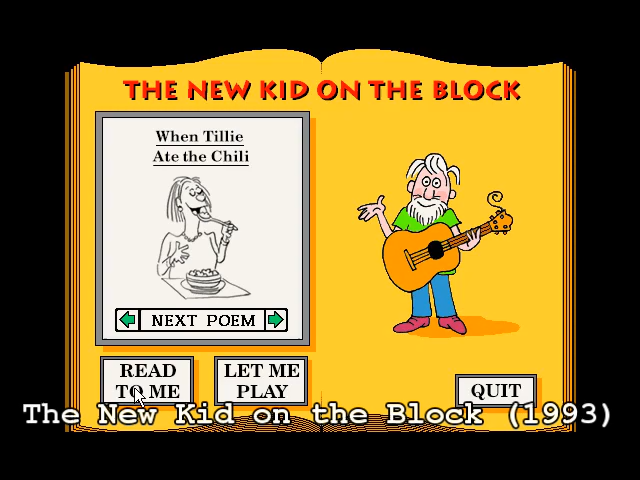 THE NEW KID ON THE BLOCK
When Tillie
Ate the Chili
NEXT POEM
READ
TO ME
LET ME
PLAY
QUIT
The New Kid on the Block (1993)